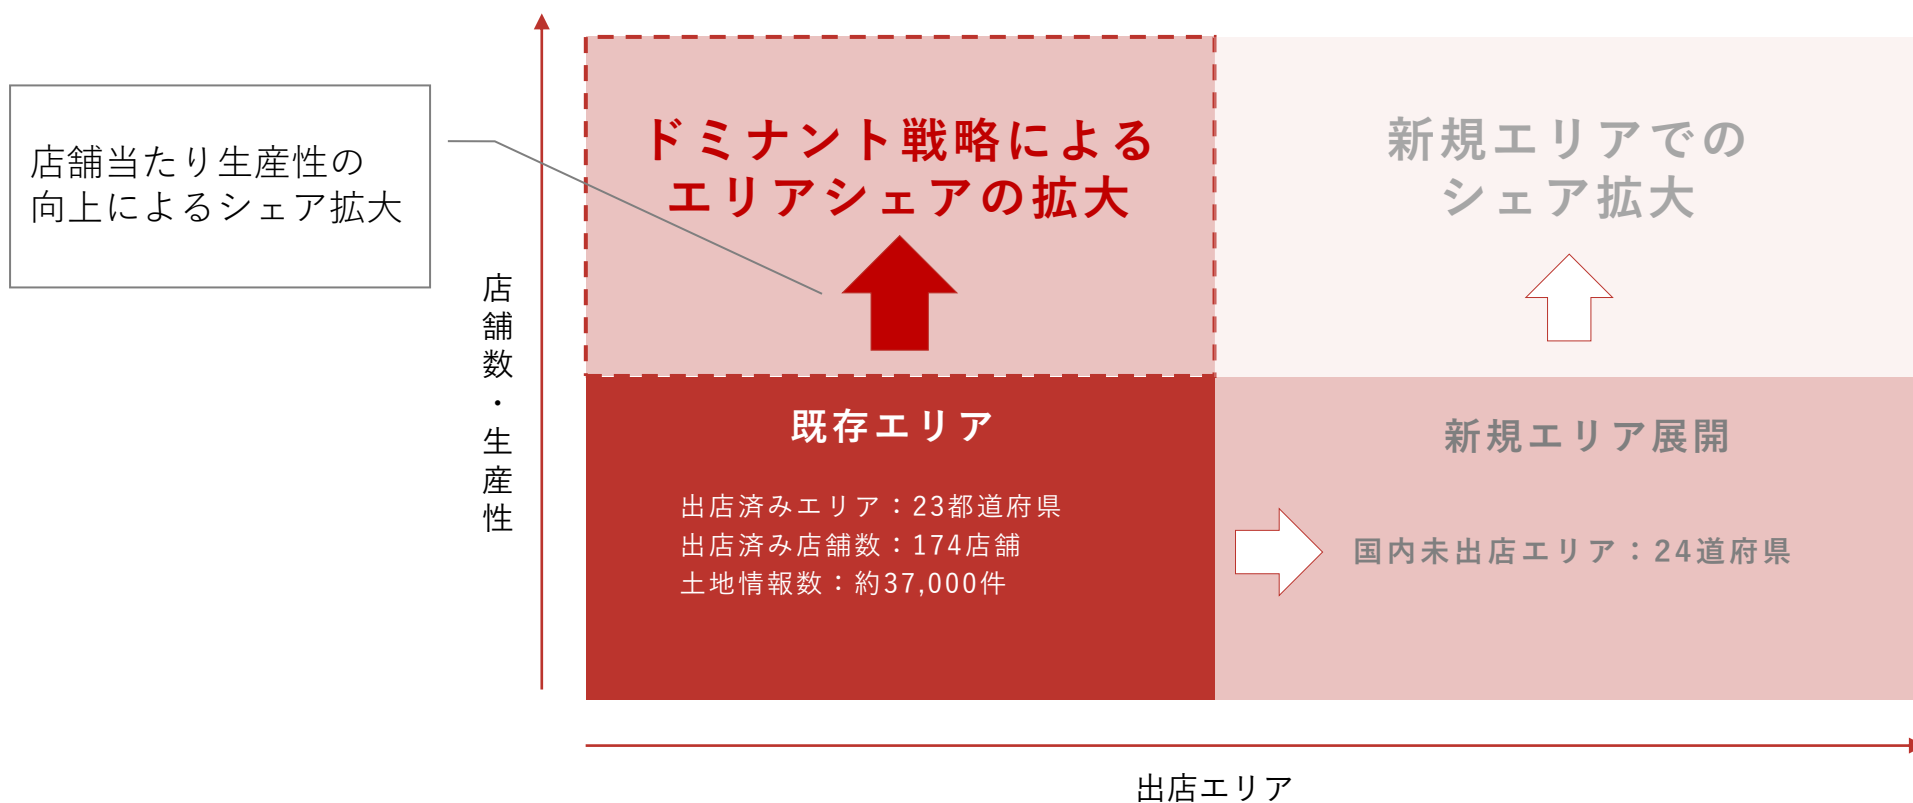 店舗当たり生産性の
向上によるシェア拡大
店舗数・生産性
ドミナント戦略による
エリアシェアの拡大
新規エリアでの
シェア拡大
既存エリア
出店済みエリア：23都道府県
出店済み店舗数：174店舗
土地情報数：約37,000件
新規エリア展開
国内未出店エリア：24道府県
出店エリア